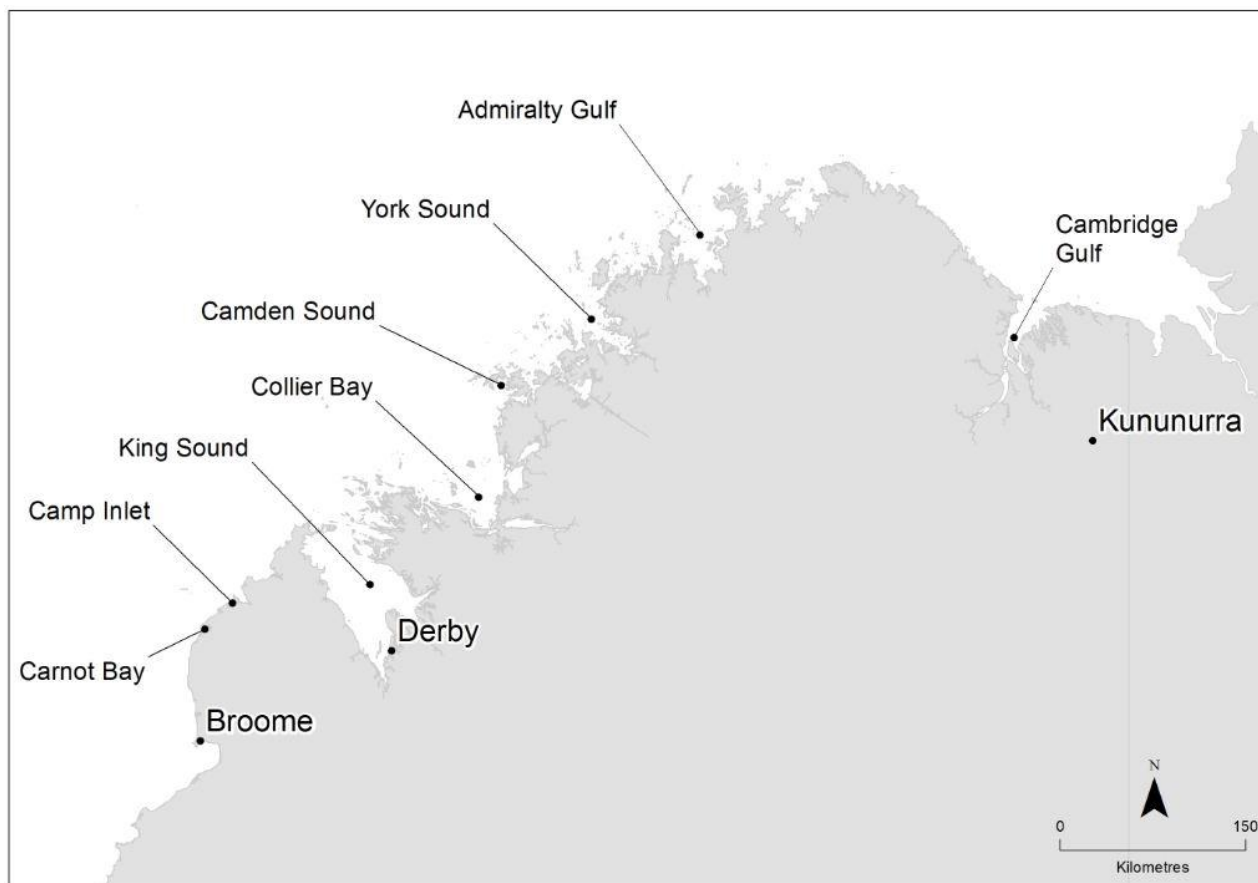 Admiralty Gulf
York Sound
Cambridge
Gulf
Camden Sound
Collier Bay
Kununurra
King Sound
Camp Inlet
Derby
Carnot Bay
Broome
N
0 150
Kilometres